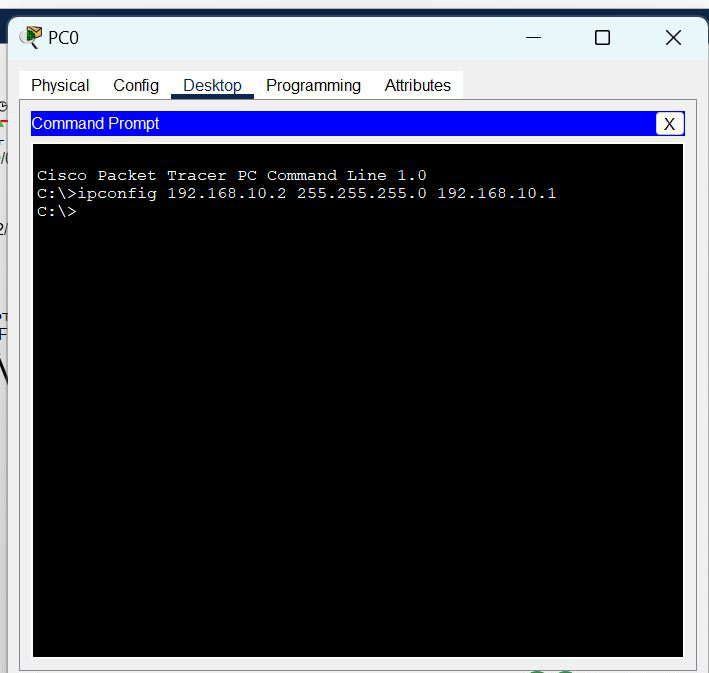 PC0
Physical Config Desktop Programming Attributes
Command Prompt X
Cisco Packet Tracer PC Command Line 1.0
C:\>ipconfig 192.168.10.2 255.255.255.0 192.168.10.1
C:\>